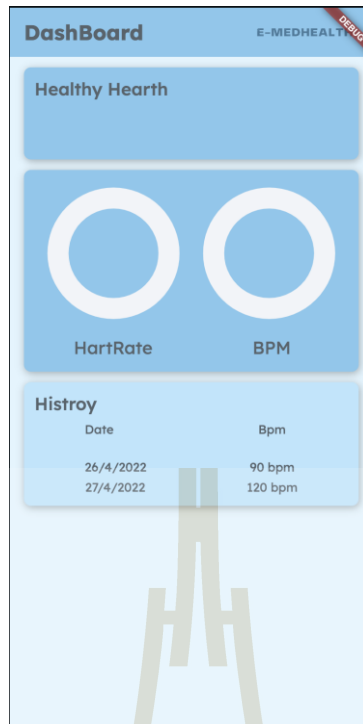 DashBoard
E-MEDHEALTH
DEBUG
Healthy Hearth
HartRate
BPM
Histroy
Date Bpm
26/4/2022 90 bpm
27/4/2022 120 bpm